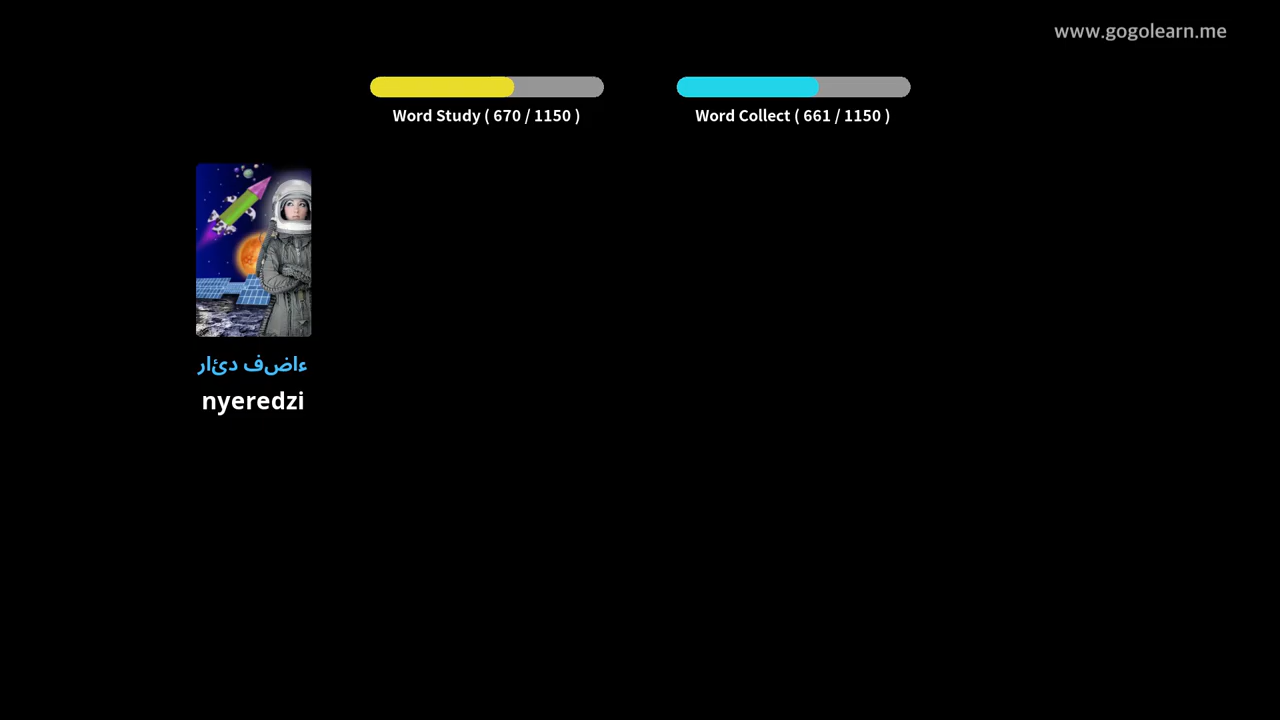 www.gogolearn.me
Word Study ( 670 / 1150 )
Word Collect ( 661 / 1150 )
ءاضف دئار
nyeredzi